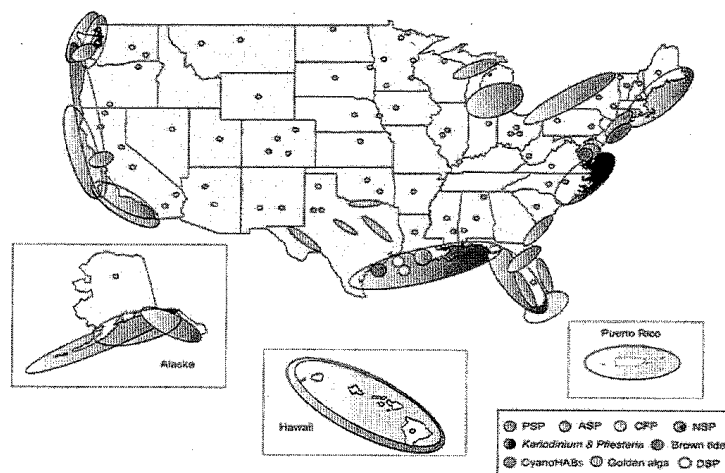 Puerto Rico
Alaska
Hawaii
PSP ASP CFP NSP
Karlodinium & Pfiesteria Brown tide
CyanoHABs Golden alga DSP